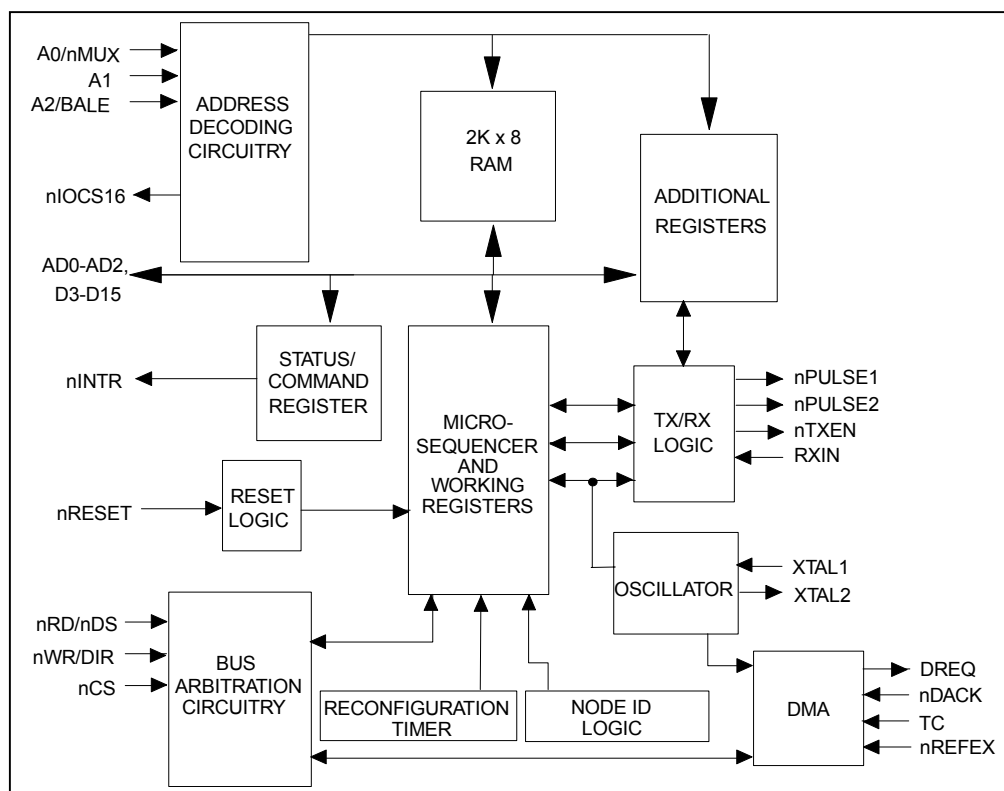 A0/nMUX
A1
A2/BALE
nIOCS16
AD0-AD2,
D3-D15
nINTR
nRESET
nRD/nDS
nWR/DIR
nCS
ADDRESS
DECODING
CIRCUITRY
2K x 8
RAM
ADDITIONAL
REGISTERS
STATUS/
COMMAND
REGISTER
RESET
LOGIC
MICRO-
SEQUENCER
AND
WORKING
REGISTERS
TX/RX
LOGIC
nPULSE1
nPULSE2
nTXEN
RXIN
OSCILLATOR
XTAL1
XTAL2
BUS
ARBITRATION
CIRCUITRY
RECONFIGURATION
TIMER
NODE ID
LOGIC
DMA
DREQ
nDACK
TC
nREFEX